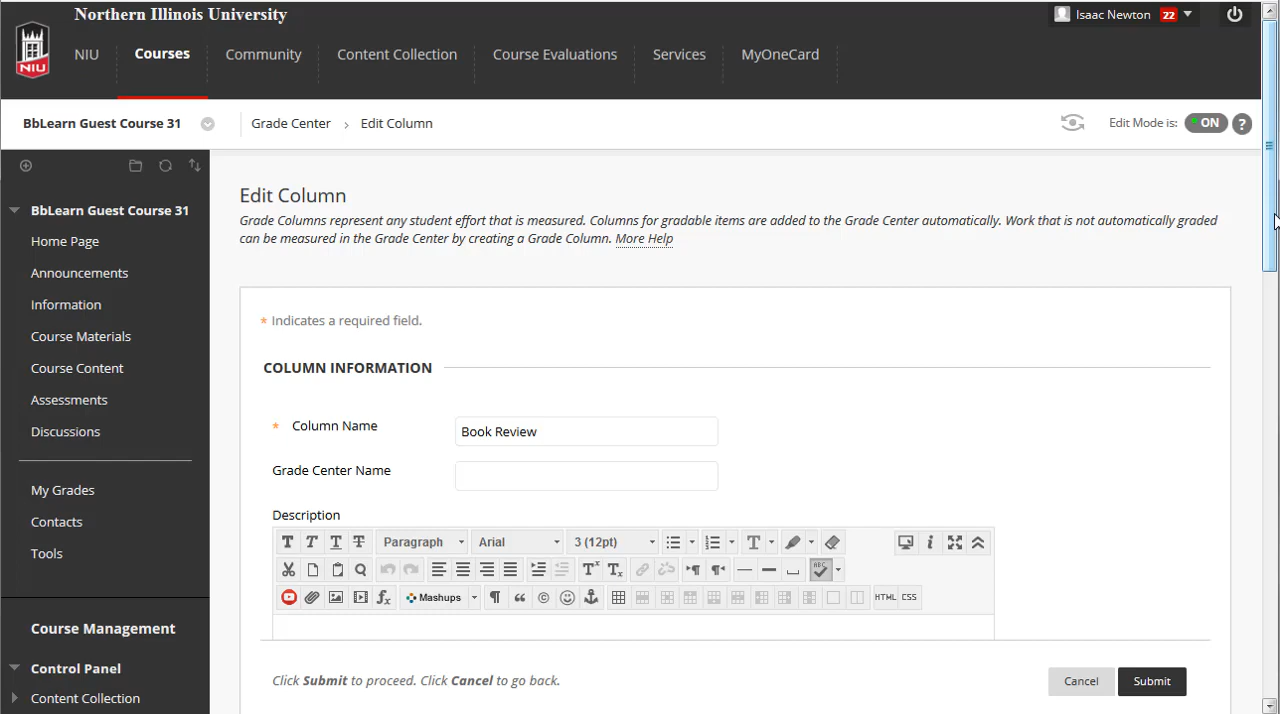 Northern Illinois University
Isaac Newton 22
NIU
NIU Courses Community Content Collection Course Evaluations Services MyOneCard
BbLearn Guest Course 31 Grade Center > Edit Column Edit Mode is: ON ?
BbLearn Guest Course 31
Home Page
Announcements
Information
Course Materials
Course Content
Assessments
Discussions
My Grades
Contacts
Tools
Course Management
Control Panel
Content Collection
Edit Column
Grade Columns represent any student effort that is measured. Columns for gradable items are added to the Grade Center automatically. Work that is not automatically graded
can be measured in the Grade Center by creating a Grade Column. More Help
* Indicates a required field.
COLUMN INFORMATION
* Column Name Book Review
Grade Center Name
Description
T T T T Paragraph Arial 3 (12pt) T i
Tx Tx ABC
fx Mashups ¶ “ © HTML CSS
Click Submit to proceed. Click Cancel to go back.
Cancel Submit